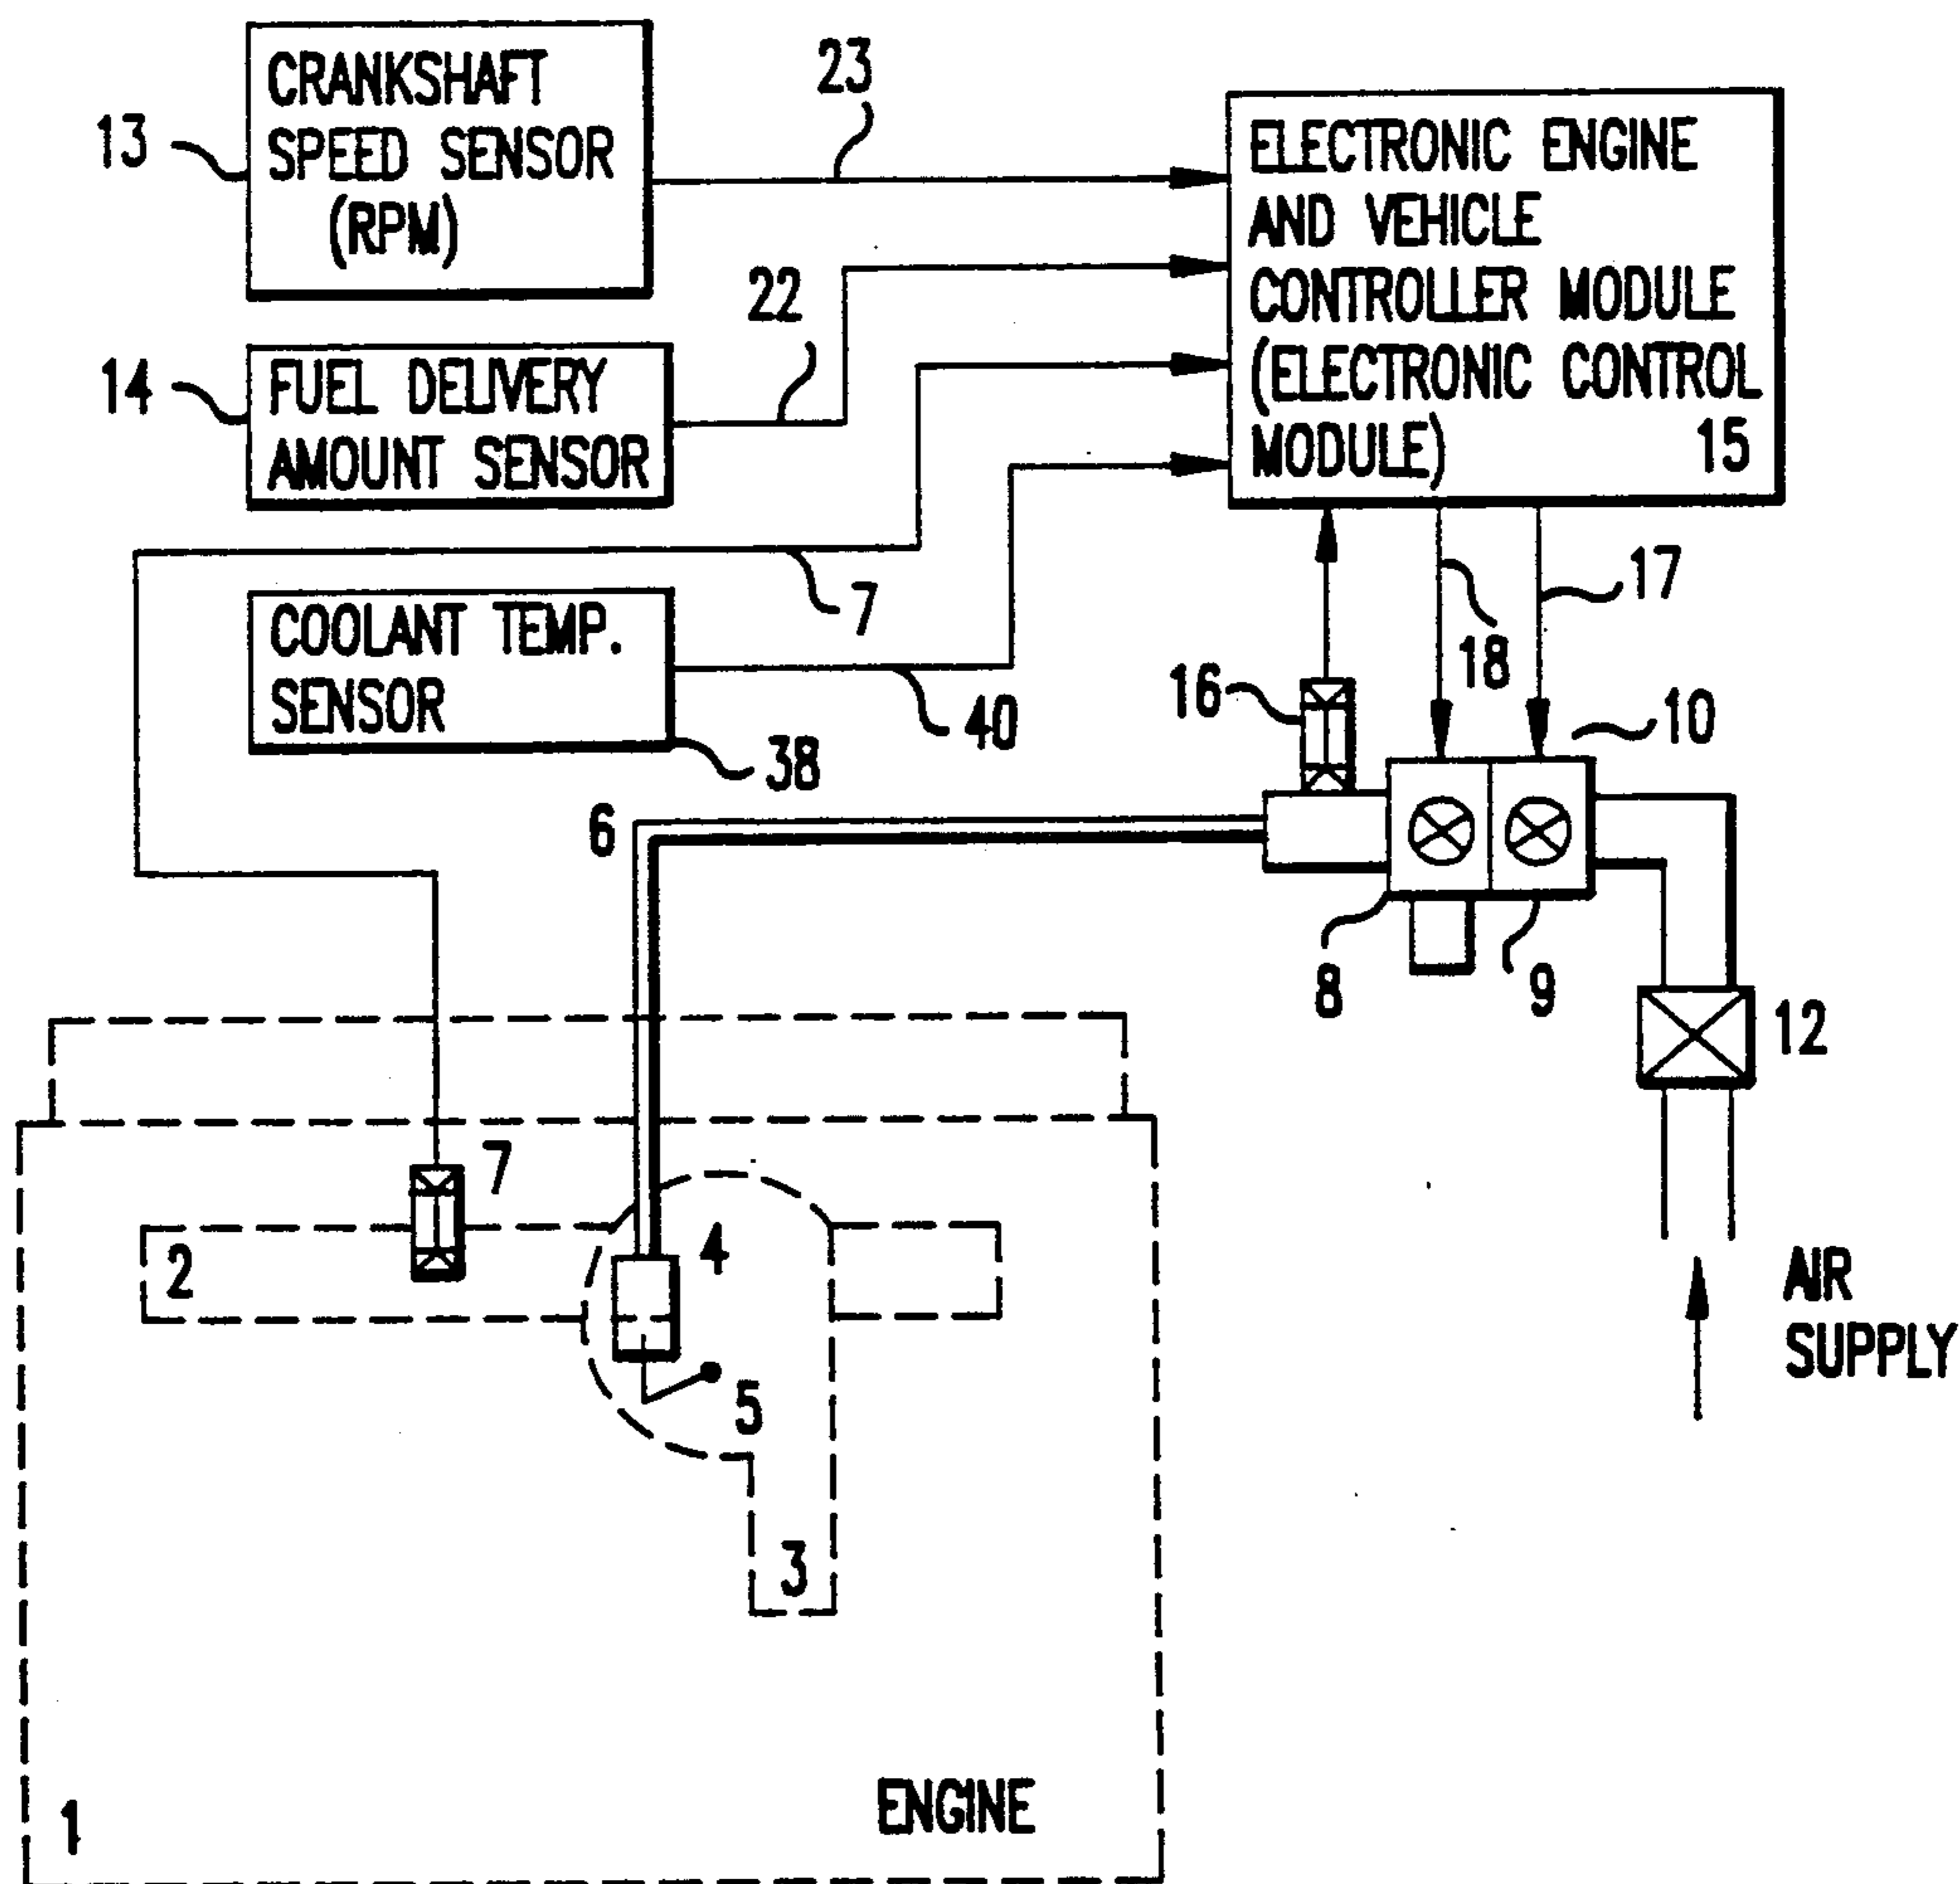 CRANKSHAFT
SPEED SENSOR
(RPM)
13
23
ELECTRONIC ENGINE
AND VEHICLE
CONTROLLER MODULE
(ELECTRONIC CONTROL
MODULE)
15
22
14
FUEL DELIVERY
AMOUNT SENSOR
7
COOLANT TEMP.
SENSOR
38
40
16
18
17
10
6
8
9
12
AIR
SUPPLY
7
2
4
5
3
1
ENGINE